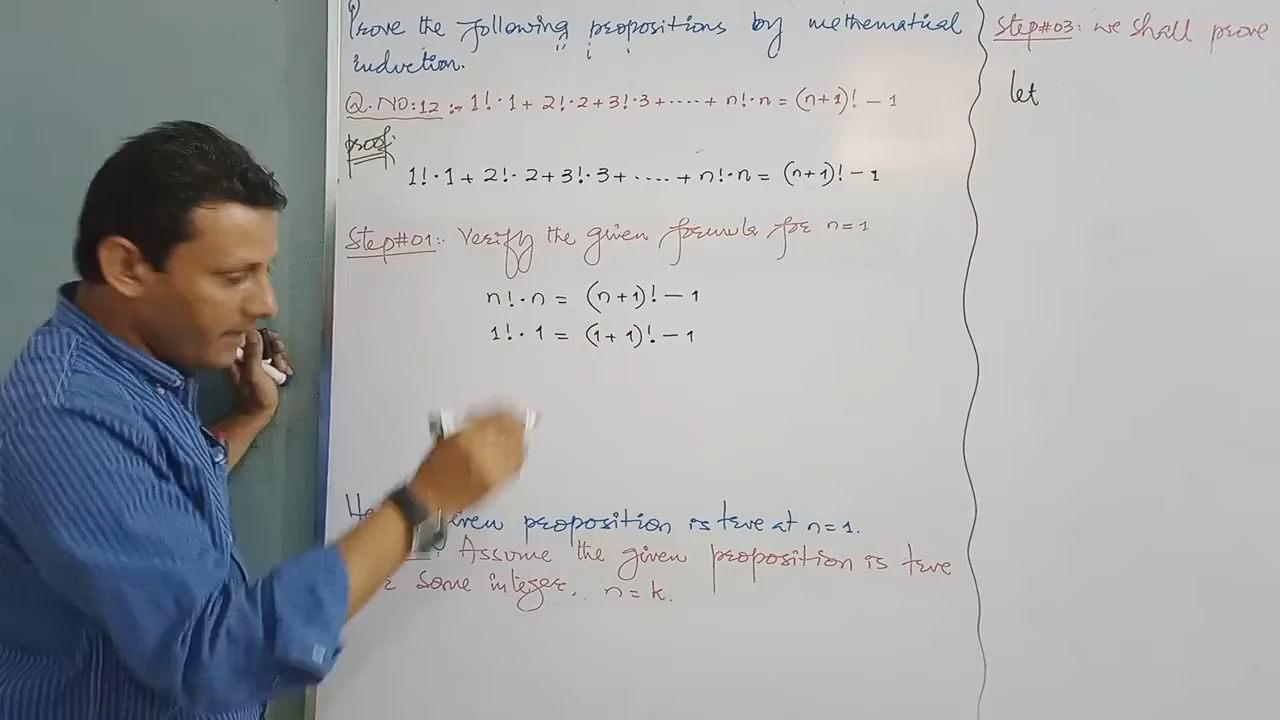 Prove the following propositions by mathematical
induction.
Q.NO:12 :- 1!·1 + 2!·2 + 3!·3 + ····· + n!·n = (n+1)! - 1
proof:
1!·1 + 2!·2 + 3!·3 + ····· + n!·n = (n+1)! - 1
Step#01:. Verify the given formula for n=1
n!·n = (n+1)! - 1
1!·1 = (1+1)! - 1
He given proposition is true at n=1.
: Assume the given proposition is true
some integer, n = k.
Step#03: we shall prove
let